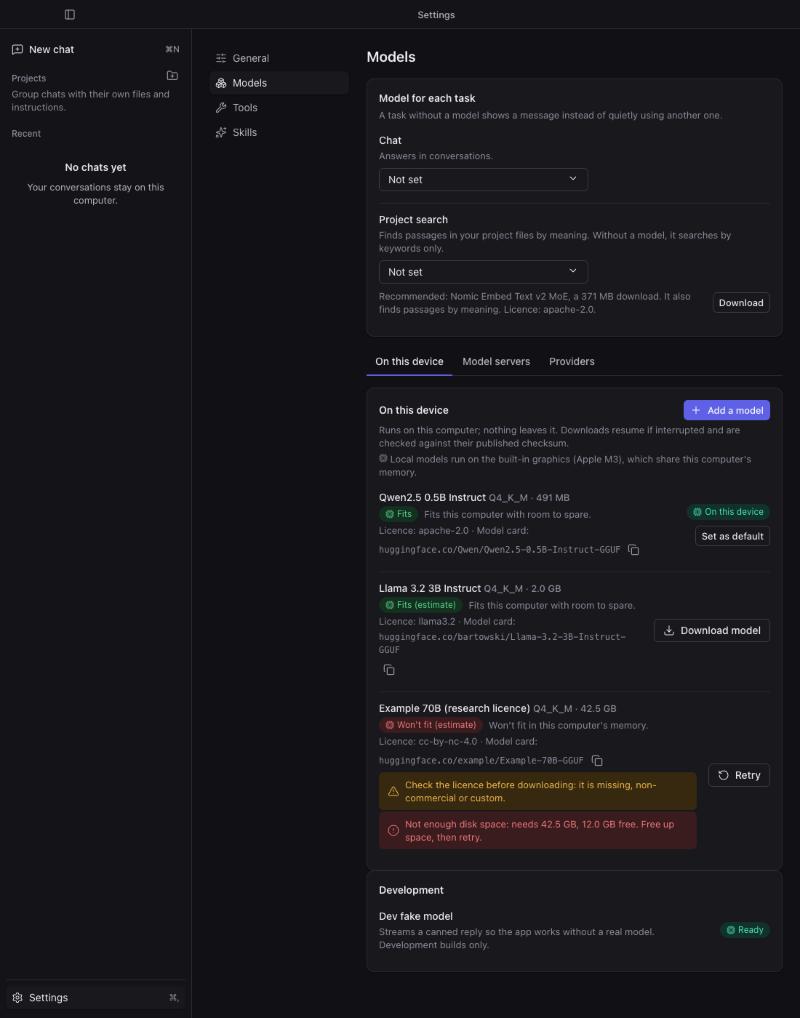 Settings
New chat
⌘N
Projects
Group chats with their own files and
instructions.
Recent
No chats yet
Your conversations stay on this
computer.
Settings
⌘,
General
Models
Tools
Skills
Models
Model for each task
A task without a model shows a message instead of quietly using another one.
Chat
Answers in conversations.
Not set
Project search
Finds passages in your project files by meaning. Without a model, it searches by
keywords only.
Not set
Recommended: Nomic Embed Text v2 MoE, a 371 MB download. It also
finds passages by meaning. Licence: apache-2.0.
Download
On this device
Model servers
Providers
On this device
Add a model
Runs on this computer; nothing leaves it. Downloads resume if interrupted and are
checked against their published checksum.
Local models run on the built-in graphics (Apple M3), which share this computer's
memory.
Qwen2.5 0.5B Instruct Q4_K_M · 491 MB
Fits Fits this computer with room to spare.
Licence: apache-2.0 · Model card:
huggingface.co/Qwen/Qwen2.5-0.5B-Instruct-GGUF
On this device
Set as default
Llama 3.2 3B Instruct Q4_K_M · 2.0 GB
Fits (estimate) Fits this computer with room to spare.
Licence: llama3.2 · Model card:
huggingface.co/bartowski/Llama-3.2-3B-Instruct-
GGUF
Download model
Example 70B (research licence) Q4_K_M · 42.5 GB
Won't fit (estimate) Won't fit in this computer's memory.
Licence: cc-by-nc-4.0 · Model card:
huggingface.co/example/Example-70B-GGUF
Check the licence before downloading: it is missing, non-
commercial or custom.
Not enough disk space: needs 42.5 GB, 12.0 GB free. Free up
space, then retry.
Retry
Development
Dev fake model
Streams a canned reply so the app works without a real model.
Development builds only.
Ready